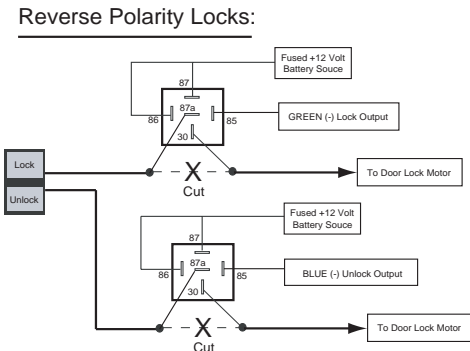 Reverse Polarity Locks:
Fused +12 Volt
Battery Souce
87
87a
86
85
30
GREEN (-) Lock Output
Lock
Unlock
X
Cut
To Door Lock Motor
Fused +12 Volt
Battery Souce
87
87a
86
85
30
BLUE (-) Unlock Output
X
Cut
To Door Lock Motor